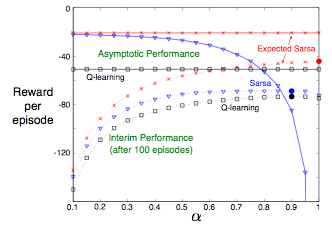 0
Expected Sarsa
Asymptotic Performance
-40
Q-learning
Sarsa
Reward
per
episode
-80
Q-learning
Interim Performance
(after 100 episodes)
-120
0.1 0.2 0.3 0.4 0.5 0.6 0.7 0.8 0.9 1
α